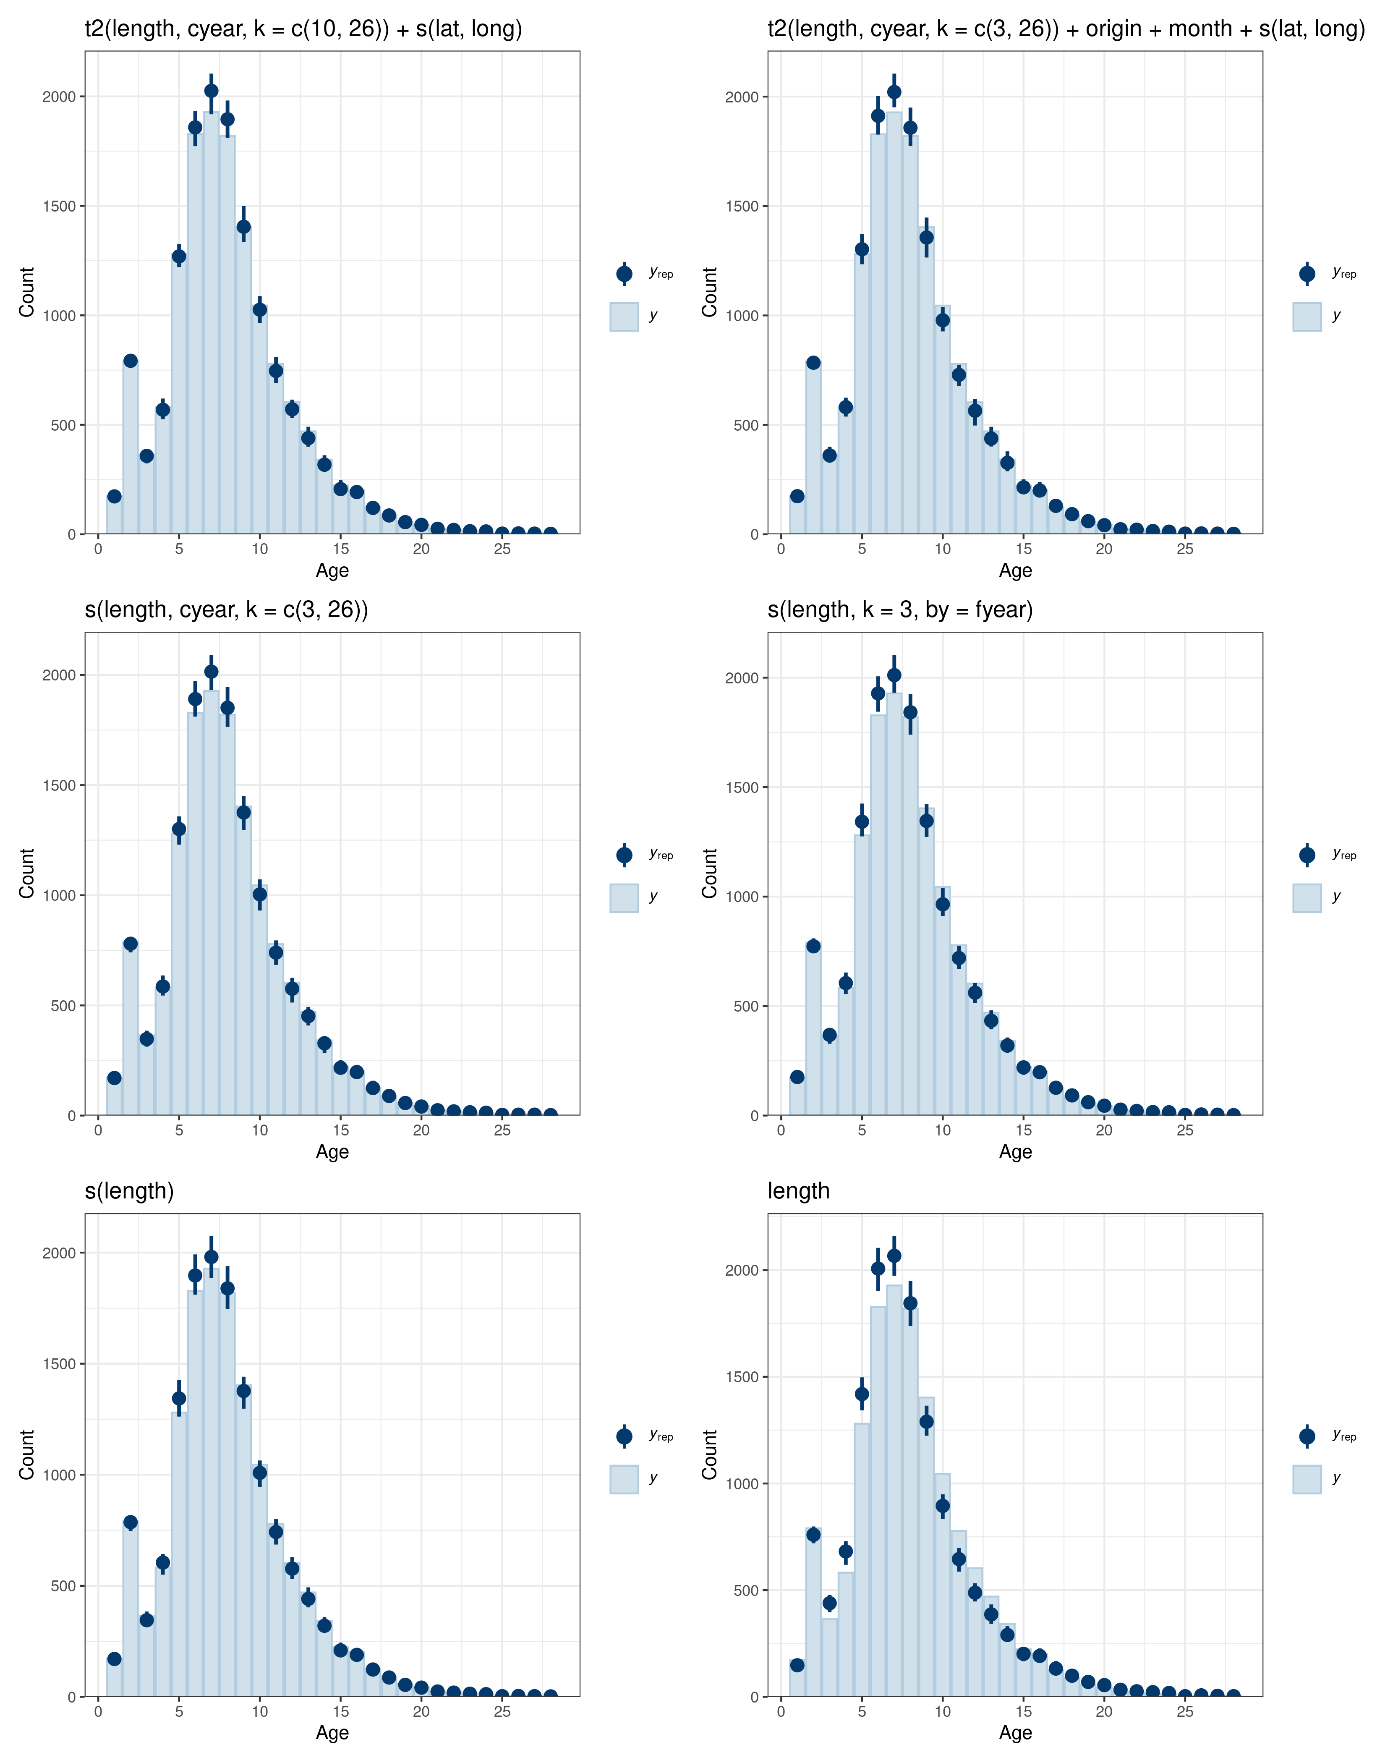 t2(length, cyear, k = c(10, 26)) + s(lat, long)
2000
1500
1000
500
0
Count
0 5 10 15 20 25
Age
yrep
y
t2(length, cyear, k = c(3, 26)) + origin + month + s(lat, long)
2000
1500
1000
500
0
Count
0 5 10 15 20 25
Age
yrep
y
s(length, cyear, k = c(3, 26))
2000
1500
1000
500
0
Count
0 5 10 15 20 25
Age
yrep
y
s(length, k = 3, by = fyear)
2000
1500
1000
500
0
Count
0 5 10 15 20 25
Age
yrep
y
s(length)
2000
1500
1000
500
0
Count
0 5 10 15 20 25
Age
yrep
y
length
2000
1500
1000
500
0
Count
0 5 10 15 20 25
Age
yrep
y